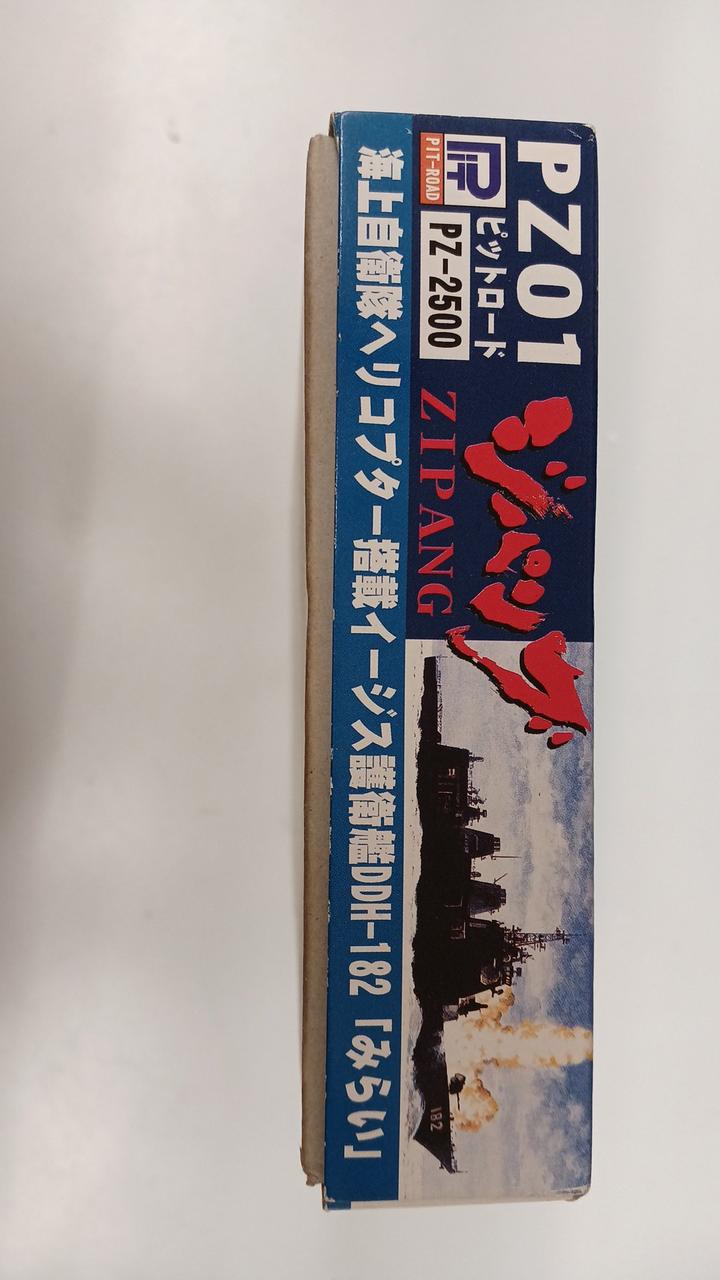 PZ01
ピットロード
PIT
PIT-ROAD
PZ-2500
ジパング
ZIPANG
182
海上自衛隊ヘリコプター搭載イージス護衛艦DDH-182「みらい」